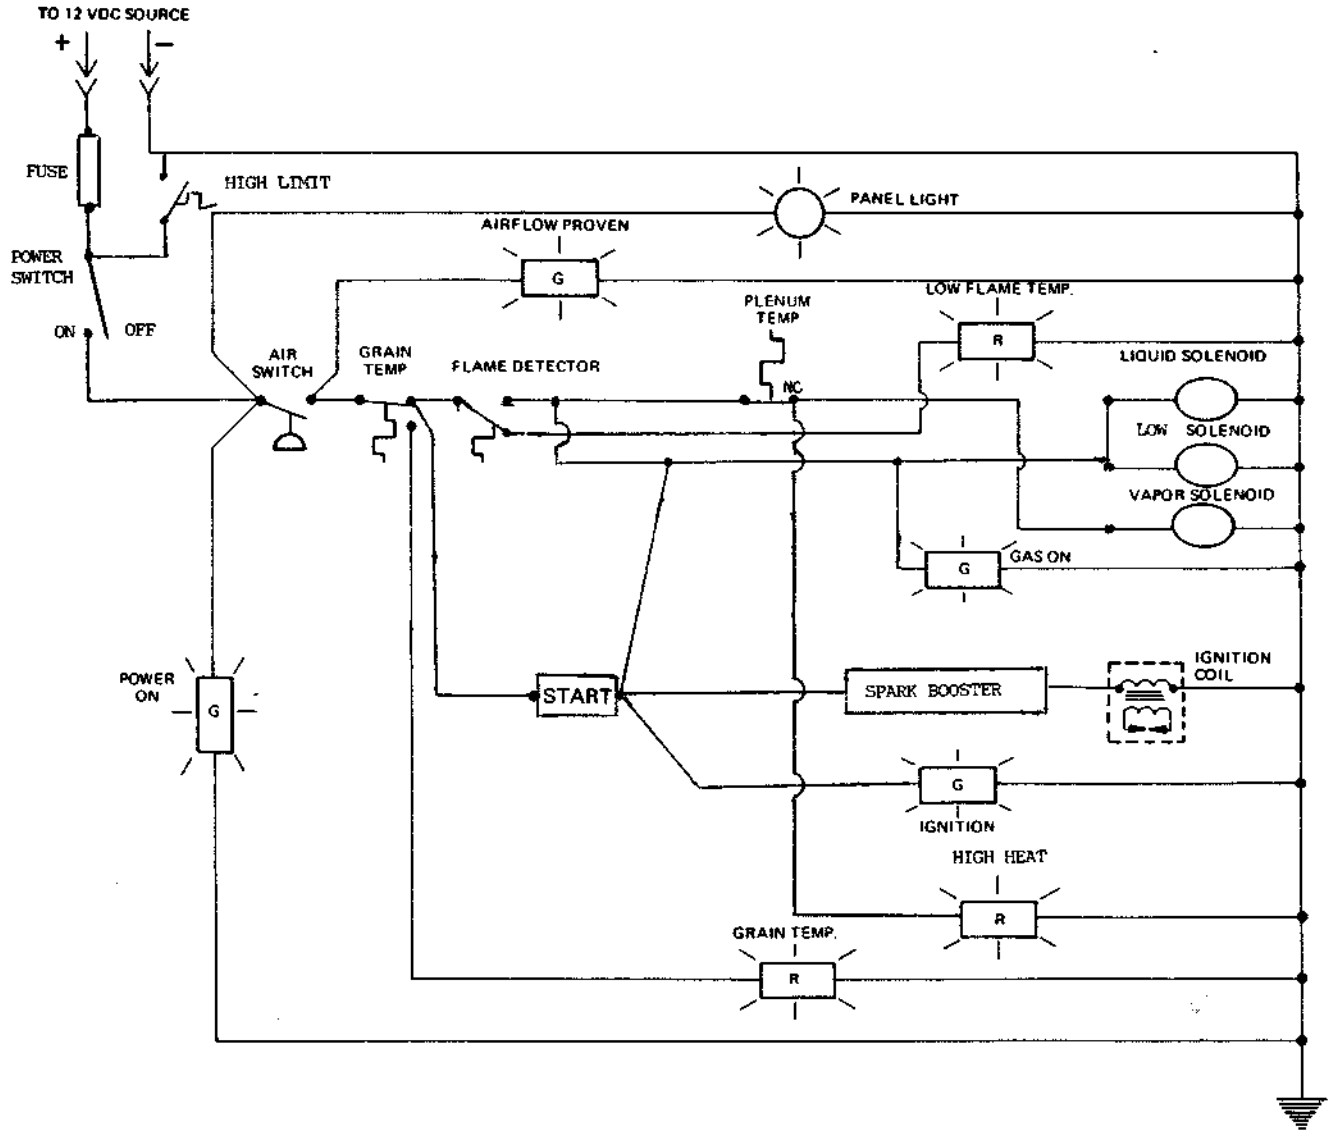 TO 12 VDC SOURCE
+ −
FUSE
HIGH LIMIT
PANEL LIGHT
AIRFLOW PROVEN
G
POWER
SWITCH
ON OFF
LOW FLAME TEMP.
R
PLENUM
TEMP
NC
AIR
SWITCH
GRAIN
TEMP
FLAME DETECTOR
LIQUID SOLENOID
LOW SOLENOID
VAPOR SOLENOID
G
GAS ON
START
SPARK BOOSTER
IGNITION
COIL
POWER
ON
G
G
IGNITION
HIGH HEAT
R
GRAIN TEMP.
R